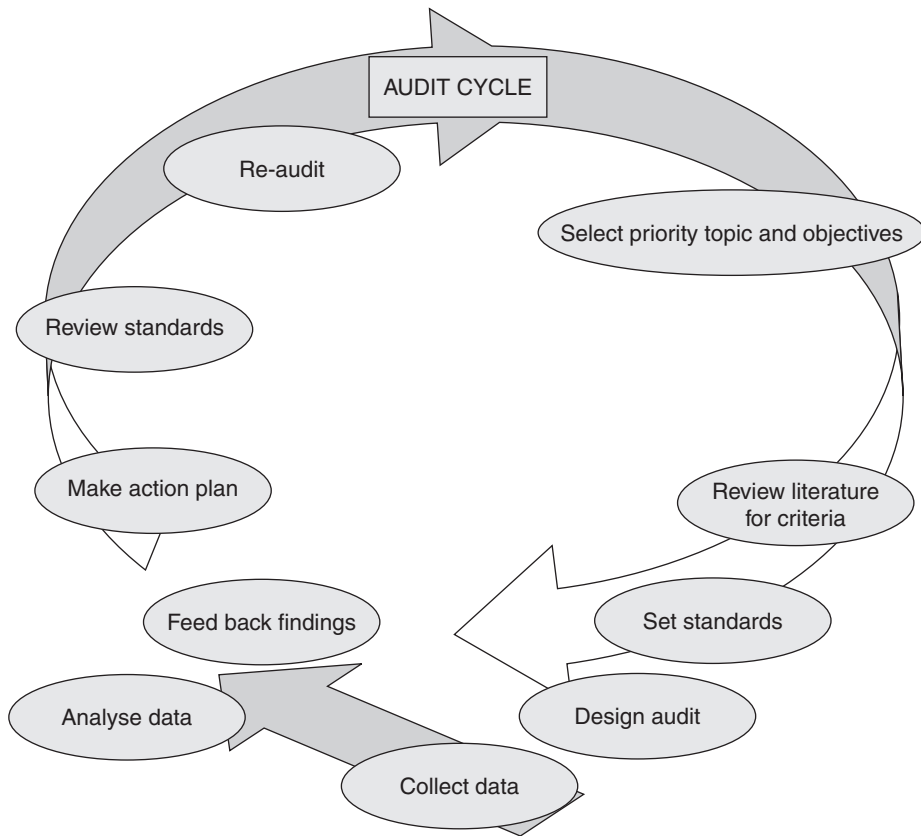 AUDIT CYCLE
Re-audit
Select priority topic and objectives
Review standards
Make action plan
Review literature
for criteria
Feed back findings
Set standards
Analyse data
Design audit
Collect data